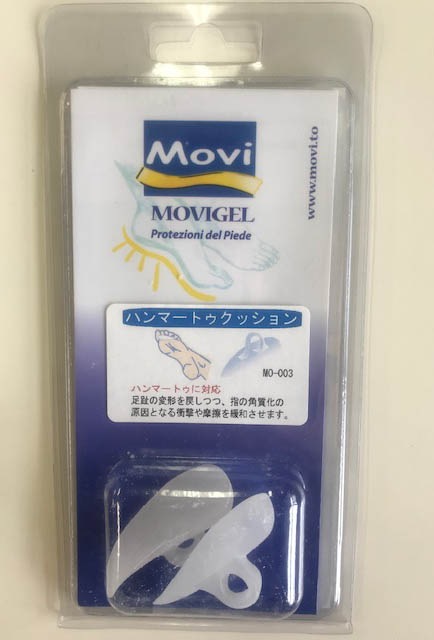 Movi
www.movi.to
MOVIGEL
Protezioni del Piede
ハンマートゥクッション
MO-003
ハンマートゥに対応
足趾の変形を戻しつつ、指の角質化の
原因となる衝撃や摩擦を緩和させます。